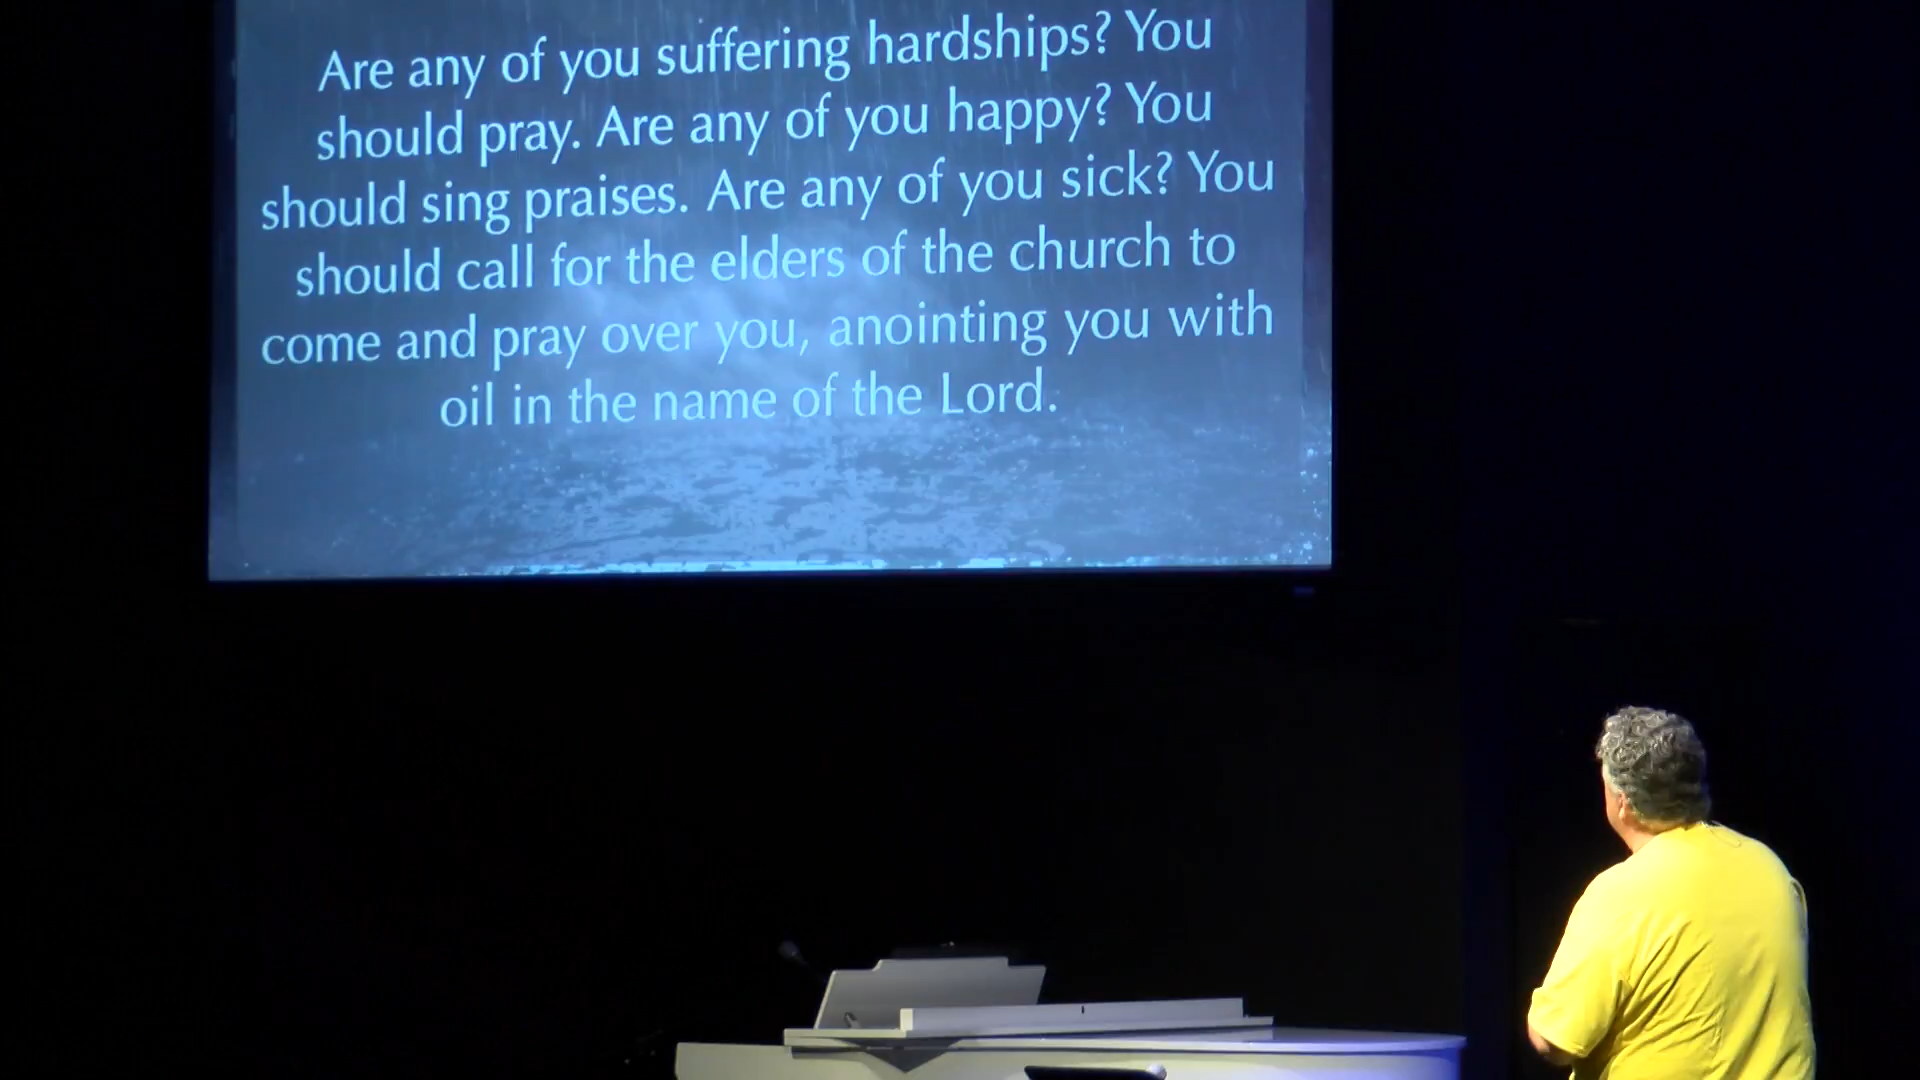 Are any of you suffering hardships? You
should pray. Are any of you happy? You
should sing praises. Are any of you sick? You
should call for the elders of the church to
come and pray over you, anointing you with
oil in the name of the Lord.